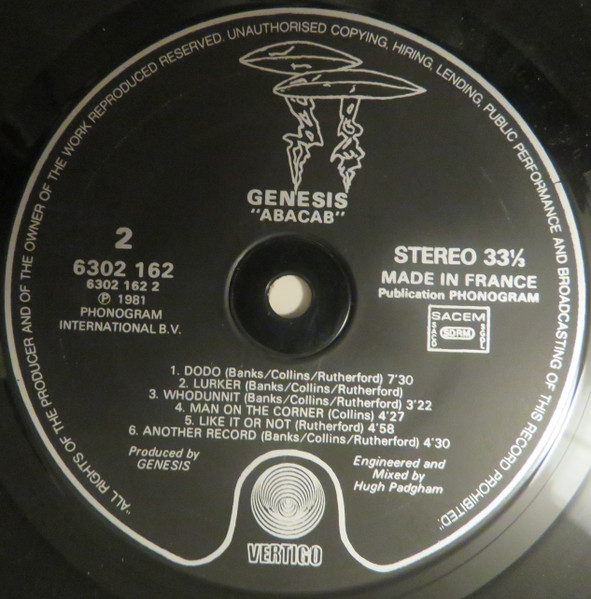 "ALL RIGHTS OF THE PRODUCER AND OF THE OWNER OF THE WORK REPRODUCED RESERVED. UNAUTHORISED COPYING, HIRING, LENDING, PUBLIC PERFORMANCE AND BROADCASTING OF THIS RECORD PROHIBITED."
GENESIS
"ABACAB"
2
6302 162
6302 162 2
℗ 1981
PHONOGRAM
INTERNATIONAL B.V.
STEREO 33⅓
MADE IN FRANCE
Publication PHONOGRAM
SACEM
SACD
SDRM
SGDL
1. DODO (Banks/Collins/Rutherford) 7'30
2. LURKER (Banks/Collins/Rutherford)
3. WHODUNNIT (Banks/Collins/Rutherford) 3'22
4. MAN ON THE CORNER (Collins) 4'27
5. LIKE IT OR NOT (Rutherford) 4'58
6. ANOTHER RECORD (Banks/Collins/Rutherford) 4'30
Produced by
GENESIS
Engineered and
Mixed by
Hugh Padgham
VERTIGO